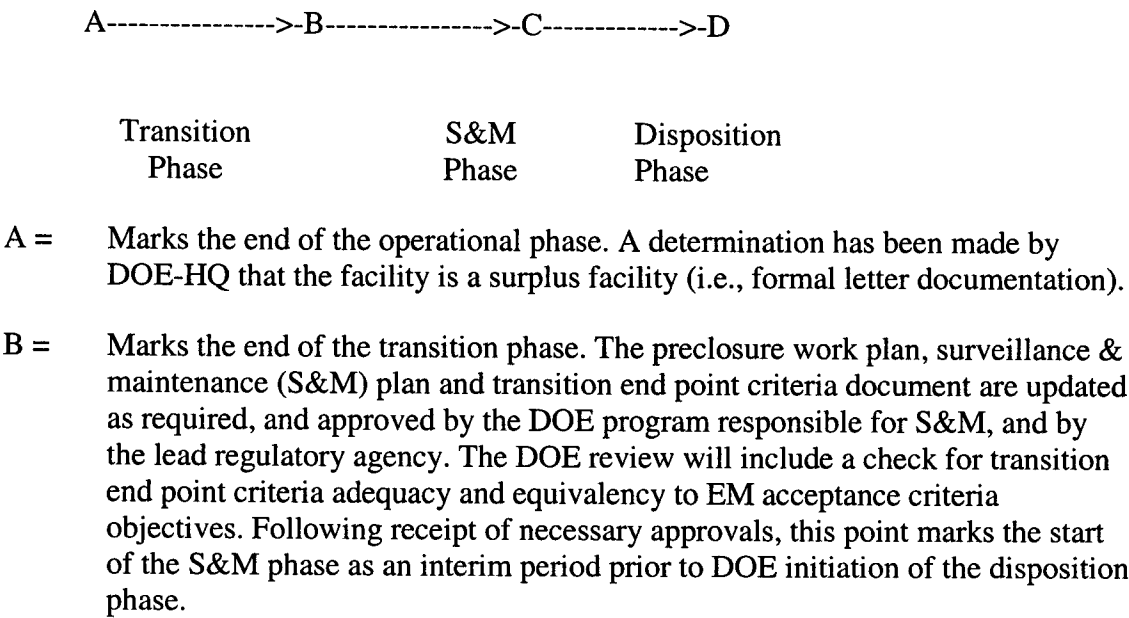 A---------------->-B---------------->-C------------->-D
Transition S&M Disposition
Phase Phase Phase
A = Marks the end of the operational phase. A determination has been made by
DOE-HQ that the facility is a surplus facility (i.e., formal letter documentation).
B = Marks the end of the transition phase. The preclosure work plan, surveillance &
maintenance (S&M) plan and transition end point criteria document are updated
as required, and approved by the DOE program responsible for S&M, and by
the lead regulatory agency. The DOE review will include a check for transition
end point criteria adequacy and equivalency to EM acceptance criteria
objectives. Following receipt of necessary approvals, this point marks the start
of the S&M phase as an interim period prior to DOE initiation of the disposition
phase.